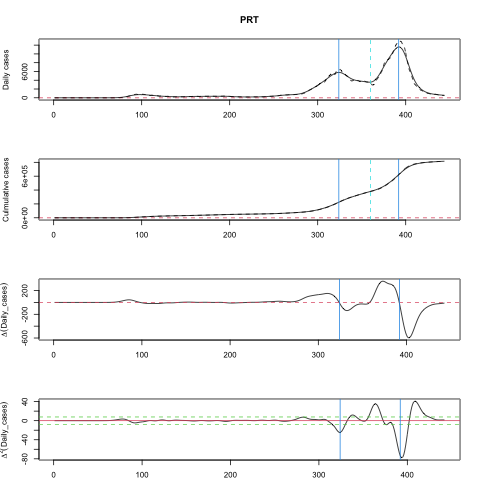 PRT
Daily cases
6000
0
0 100 200 300 400
Culmulative cases
6e+05
0e+00
0 100 200 300 400
Δ(Daily_cases)
200
-600
0 100 200 300 400
Δ²(Daily_cases)
40
0
-40
-80
0 100 200 300 400